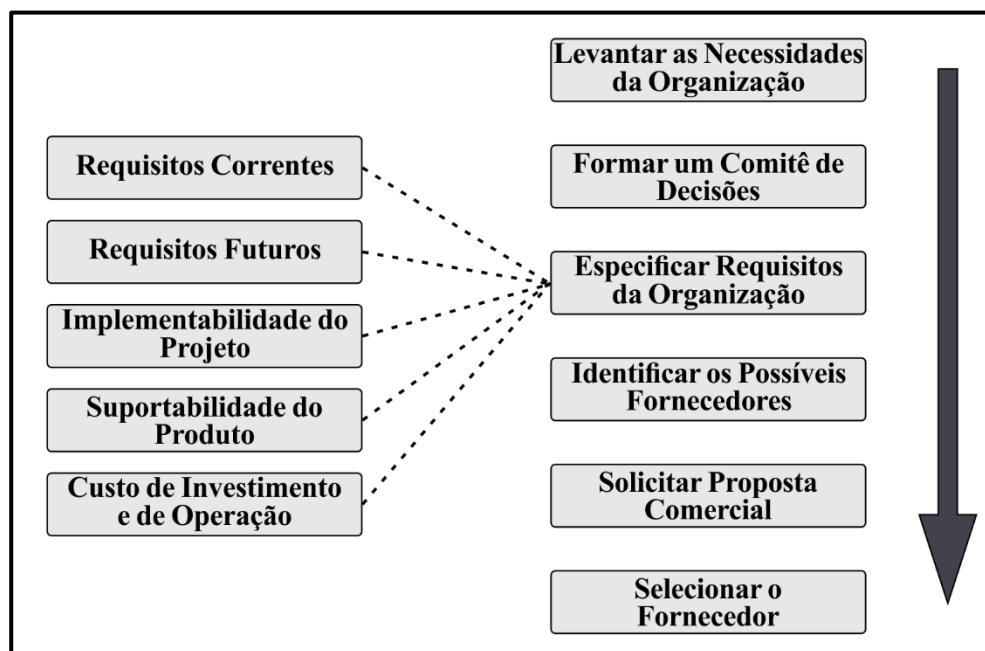 Levantar as Necessidades
da Organização
Formar um Comitê de
Decisões
Especificar Requisitos
da Organização
Identificar os Possíveis
Fornecedores
Solicitar Proposta
Comercial
Selecionar o
Fornecedor
Requisitos Correntes
Requisitos Futuros
Implementabilidade do
Projeto
Suportabilidade do
Produto
Custo de Investimento
e de Operação